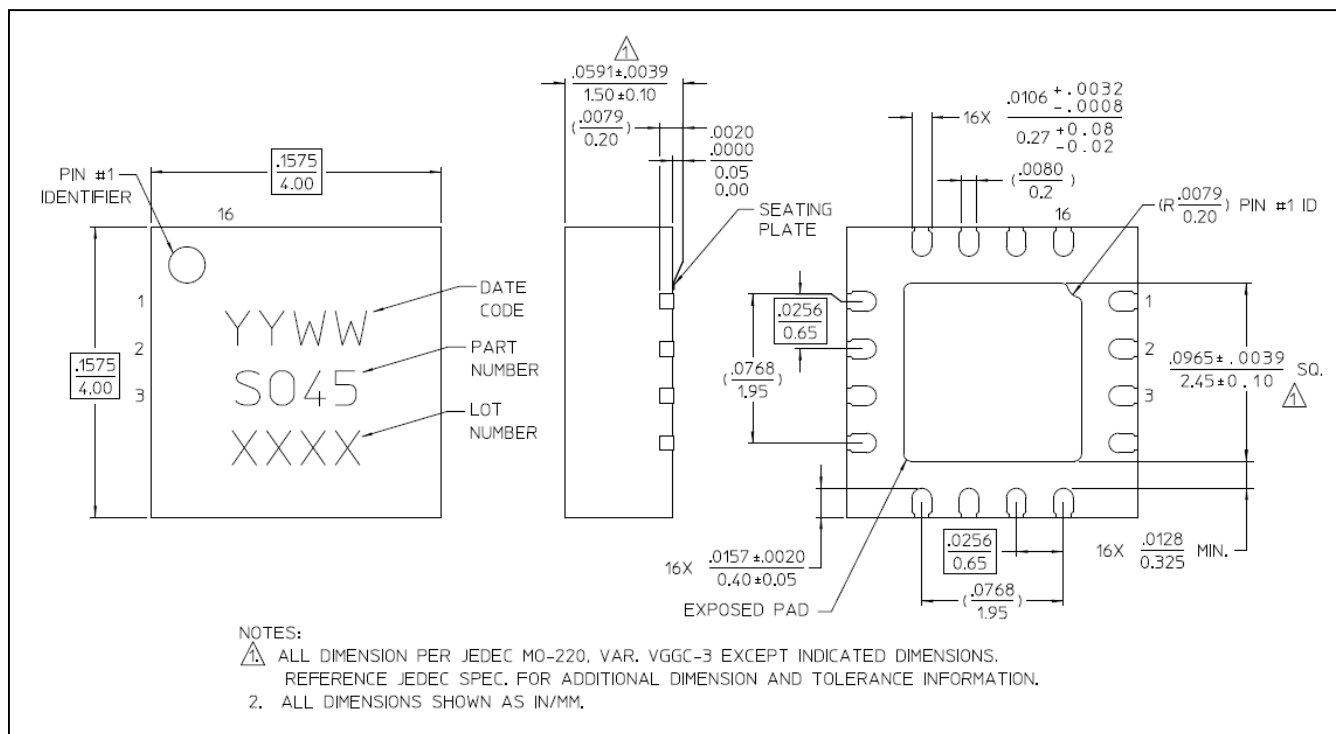 PIN #1
IDENTIFIER
.1575
4.00
16
1
2
3
.1575
4.00
YYWW
SO45
XXXX
DATE
CODE
PART
NUMBER
LOT
NUMBER
1
.0591±.0039
1.50±0.10
(.0079
0.20)
.0020
.0000
0.05
0.00
SEATING
PLATE
16X .0106 +.0032
-.0008
0.27 +0.08
-0.02
(.0080
0.2)
16
(R.0079
0.20) PIN #1 ID
.0256
0.65
(.0768
1.95)
1
2
3
.0965±.0039
2.45±0.10 SQ.
1
16X .0157±.0020
0.40±0.05
EXPOSED PAD
.0256
0.65
(.0768
1.95)
16X .0128
0.325 MIN.
NOTES:
1. ALL DIMENSION PER JEDEC MO-220, VAR. VGGC-3 EXCEPT INDICATED DIMENSIONS.
REFERENCE JEDEC SPEC. FOR ADDITIONAL DIMENSION AND TOLERANCE INFORMATION.
2. ALL DIMENSIONS SHOWN AS IN/MM.